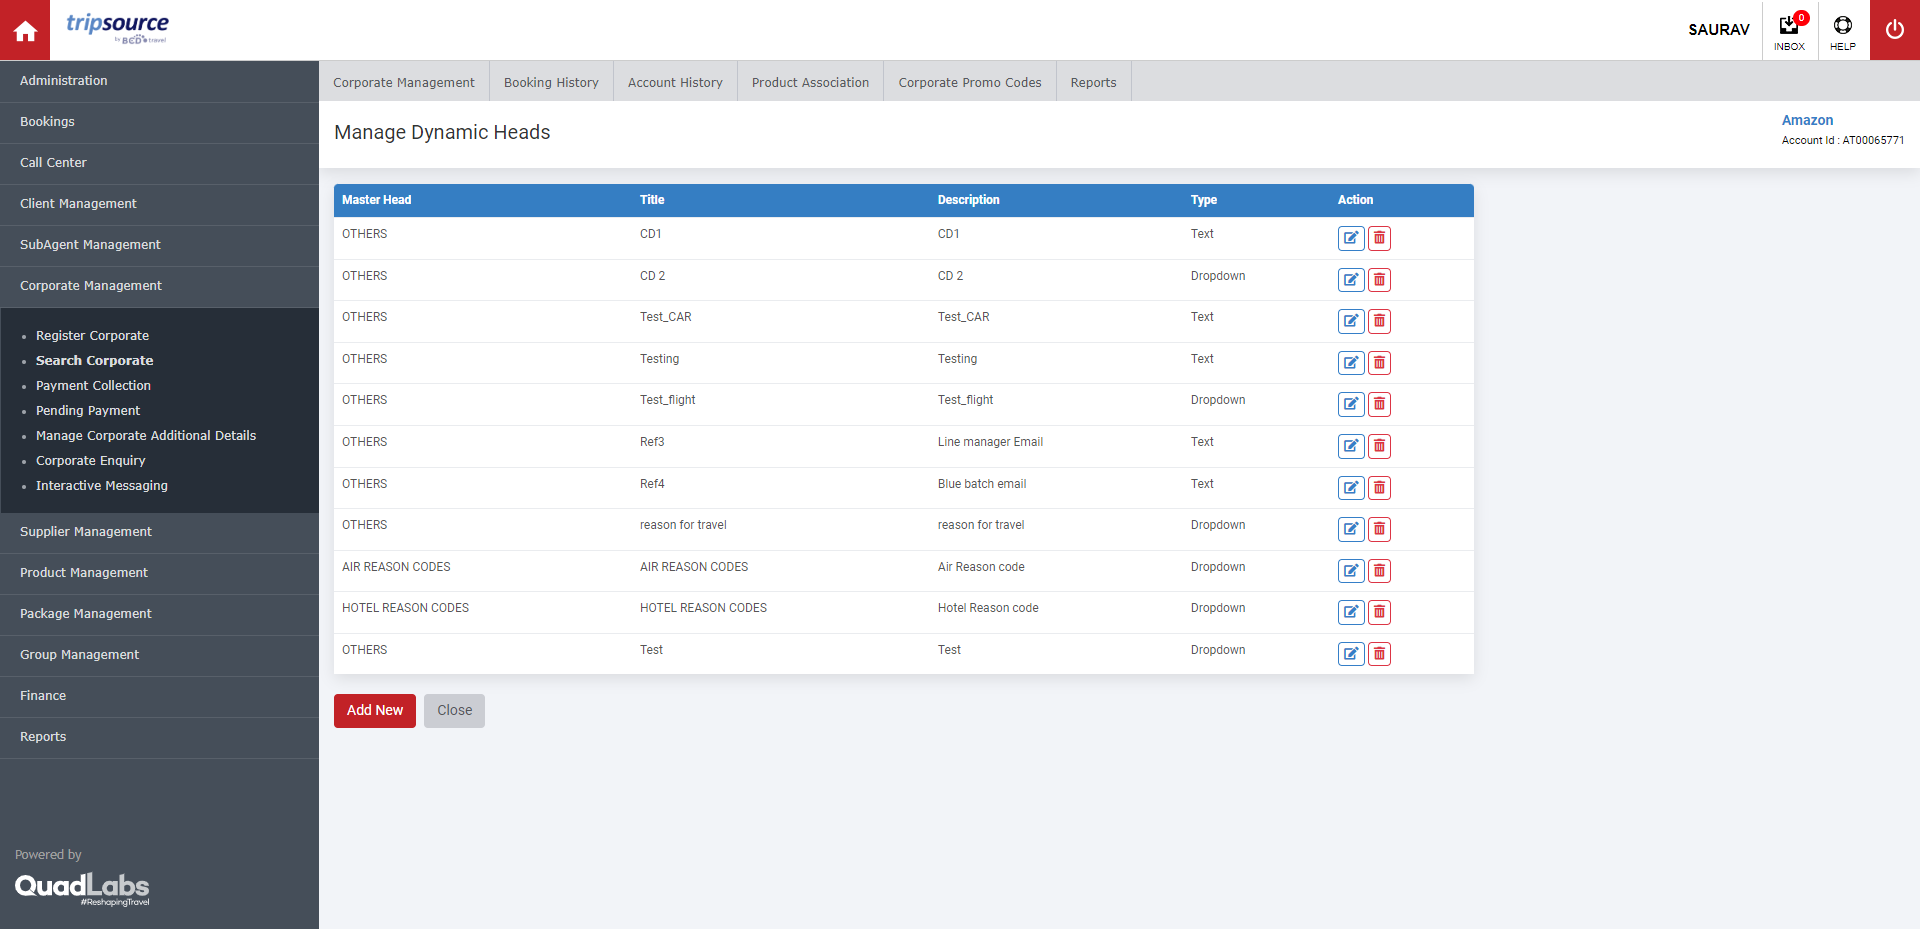 tripsource
by BCD travel
SAURAV
0
INBOX
HELP
Administration
Bookings
Call Center
Client Management
SubAgent Management
Corporate Management
Register Corporate
Search Corporate
Payment Collection
Pending Payment
Manage Corporate Additional Details
Corporate Enquiry
Interactive Messaging
Supplier Management
Product Management
Package Management
Group Management
Finance
Reports
Powered by
QuadLabs
#ReshapingTravel
Corporate Management Booking History Account History Product Association Corporate Promo Codes Reports
Manage Dynamic Heads
Amazon
Account Id : AT00065771
Master Head Title Description Type Action
OTHERS CD1 CD1 Text
OTHERS CD 2 CD 2 Dropdown
OTHERS Test_CAR Test_CAR Text
OTHERS Testing Testing Text
OTHERS Test_flight Test_flight Dropdown
OTHERS Ref3 Line manager Email Text
OTHERS Ref4 Blue batch email Text
OTHERS reason for travel reason for travel Dropdown
AIR REASON CODES AIR REASON CODES Air Reason code Dropdown
HOTEL REASON CODES HOTEL REASON CODES Hotel Reason code Dropdown
OTHERS Test Test Dropdown
Add New Close